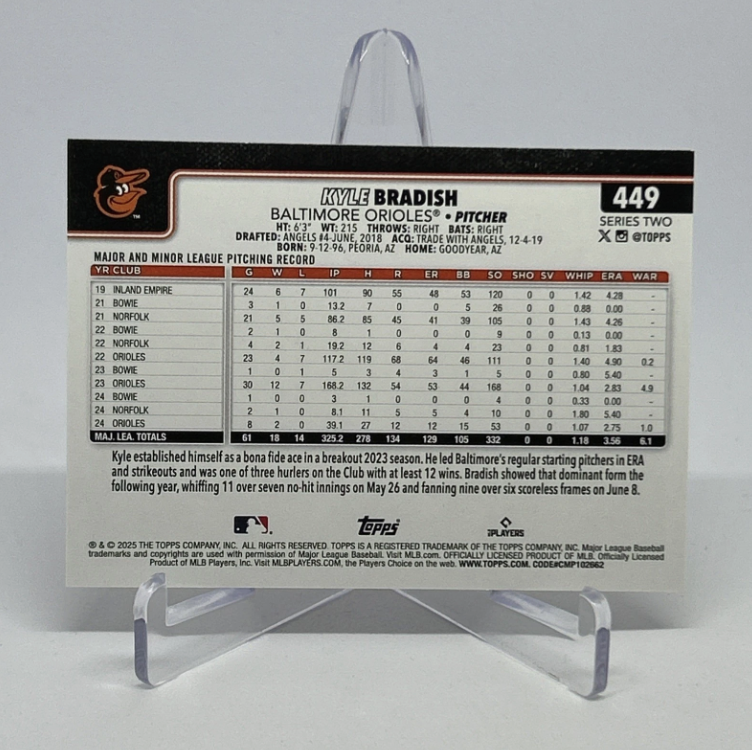 KYLE BRADISH
449
BALTIMORE ORIOLES® • PITCHER
SERIES TWO
HT: 6'3" WT: 215 THROWS: RIGHT BATS: RIGHT
@TOPPS
DRAFTED: ANGELS #4-JUNE, 2018 ACQ: TRADE WITH ANGELS, 12-4-19
BORN: 9-12-96, PEORIA, AZ HOME: GOODYEAR, AZ
MAJOR AND MINOR LEAGUE PITCHING RECORD
YR CLUB G W L IP H R ER BB SO SHO SV WHIP ERA WAR
19 INLAND EMPIRE 24 6 7 101 90 55 48 53 120 0 0 1.42 4.28 -
21 BOWIE 3 1 0 13.2 7 0 0 5 26 0 0 0.88 0.00 -
21 NORFOLK 21 5 5 86.2 85 45 41 39 105 0 0 1.43 4.26 -
22 BOWIE 2 1 0 8 1 0 0 0 9 0 0 0.13 0.00 -
22 NORFOLK 4 2 1 19.2 12 6 4 4 23 0 0 0.81 1.83 -
22 ORIOLES 23 4 7 117.2 119 68 64 46 111 0 0 1.40 4.90 0.2
23 BOWIE 1 0 1 5 3 4 3 1 5 0 0 0.80 5.40 -
23 ORIOLES 30 12 7 168.2 132 54 53 44 168 0 0 1.04 2.83 4.9
24 BOWIE 1 0 0 3 1 0 0 0 4 0 0 0.33 0.00 -
24 NORFOLK 2 1 0 8.1 11 5 5 4 10 0 0 1.80 5.40 -
24 ORIOLES 8 2 0 39.1 27 12 12 15 53 0 0 1.07 2.75 1.0
MAJ. LEA. TOTALS 61 18 14 325.2 278 134 129 105 332 0 0 1.18 3.56 6.1
Kyle established himself as a bona fide ace in a breakout 2023 season. He led Baltimore's regular starting pitchers in ERA
and strikeouts and was one of three hurlers on the Club with at least 12 wins. Bradish showed that dominant form the
following year, whiffing 11 over seven no-hit innings on May 26 and fanning nine over six scoreless frames on June 8.
Topps
PLAYERS
® & © 2025 THE TOPPS COMPANY, INC. ALL RIGHTS RESERVED. TOPPS IS A REGISTERED TRADEMARK OF THE TOPPS COMPANY, INC. Major League Baseball
trademarks and copyrights are used with permission of Major League Baseball. Visit MLB.com. OFFICIALLY LICENSED PRODUCT OF MLB. Officially Licensed
Product of MLB Players, Inc. Visit MLBPLAYERS.COM, the Players Choice on the web. WWW.TOPPS.COM. CODE#CMP102662